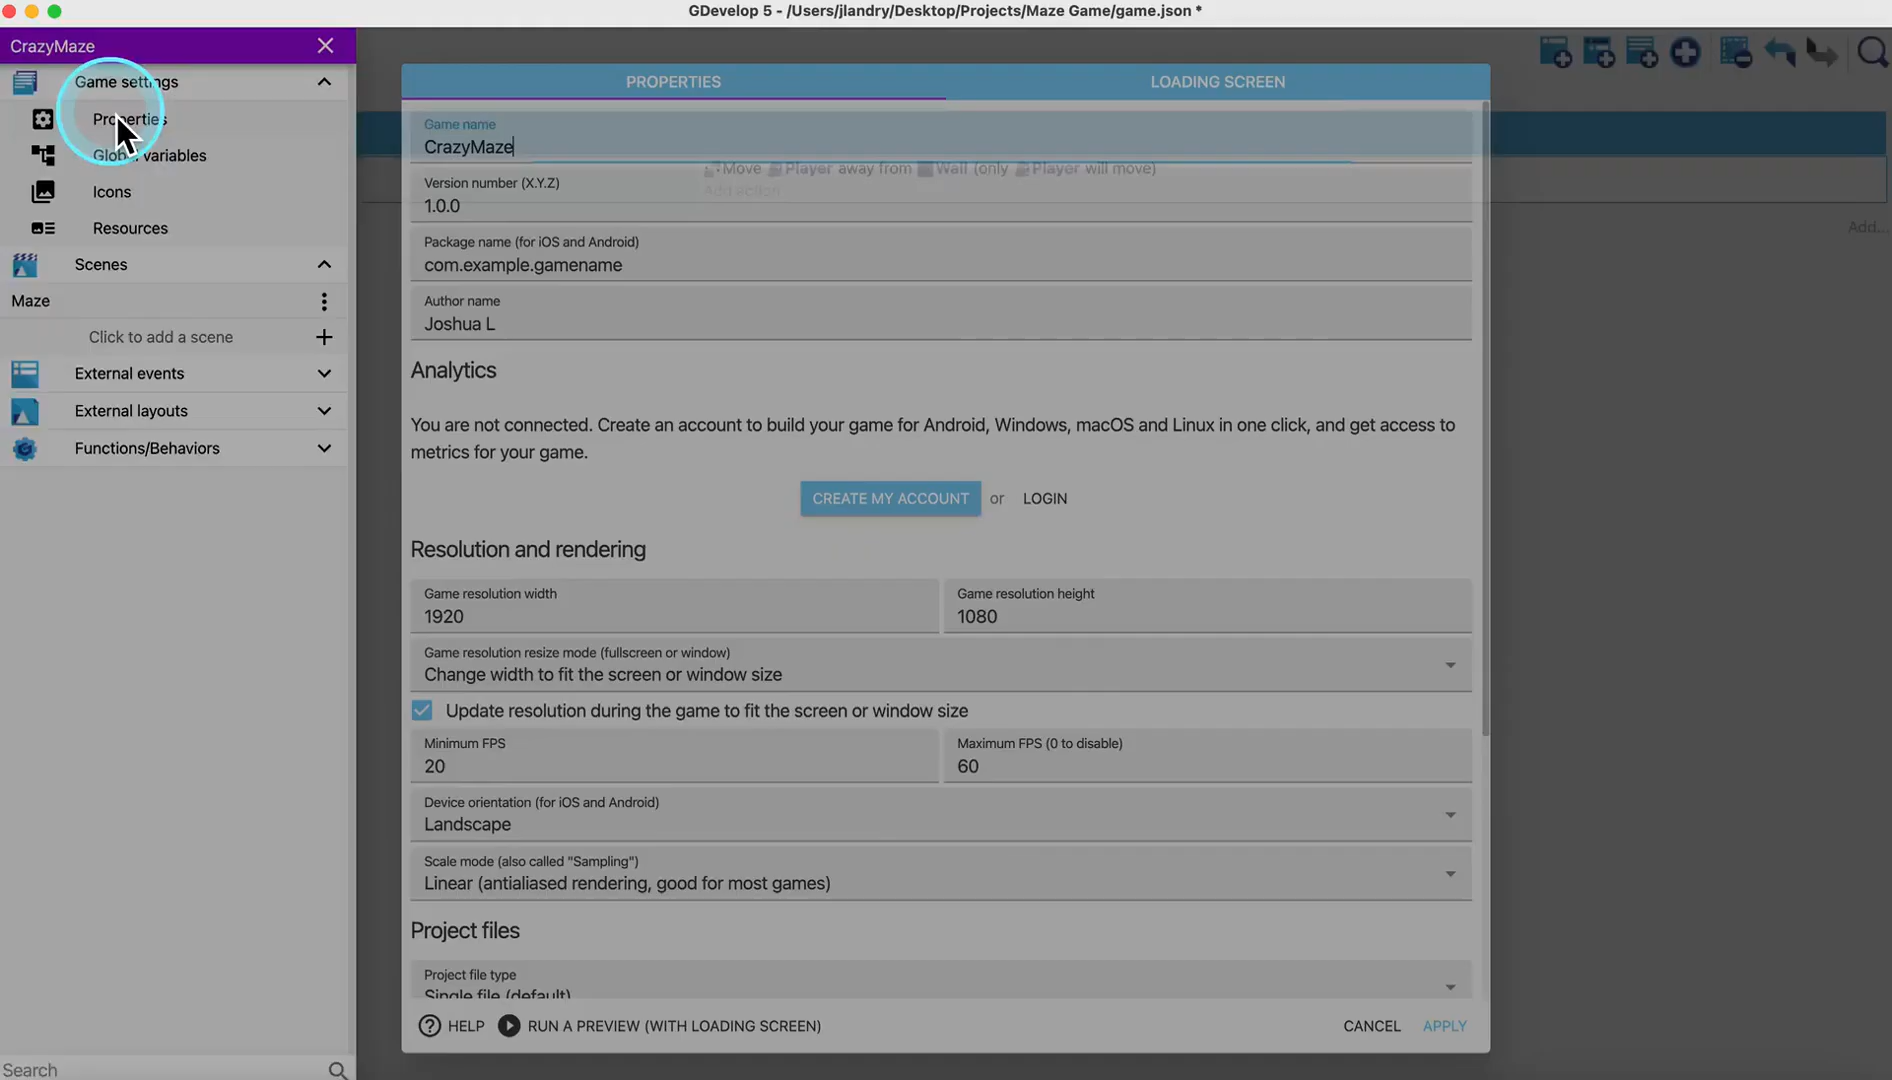 GDevelop 5 - /Users/jlandry/Desktop/Projects/Maze Game/game.json *
CrazyMaze
Game settings
Properties
Global variables
Icons
Resources
Scenes
Maze
Click to add a scene
External events
External layouts
Functions/Behaviors
Search
PROPERTIES
LOADING SCREEN
Game name
CrazyMaze
Move Player away from Wall (only Player will move)
Add action
Add...
Version number (X.Y.Z)
1.0.0
Package name (for iOS and Android)
com.example.gamename
Author name
Joshua L
Analytics
You are not connected. Create an account to build your game for Android, Windows, macOS and Linux in one click, and get access to
metrics for your game.
CREATE MY ACCOUNT or LOGIN
Resolution and rendering
Game resolution width
1920
Game resolution height
1080
Game resolution resize mode (fullscreen or window)
Change width to fit the screen or window size
Update resolution during the game to fit the screen or window size
Minimum FPS
20
Maximum FPS (0 to disable)
60
Device orientation (for iOS and Android)
Landscape
Scale mode (also called "Sampling")
Linear (antialiased rendering, good for most games)
Project files
Project file type
Single file (default)
HELP
RUN A PREVIEW (WITH LOADING SCREEN)
CANCEL
APPLY